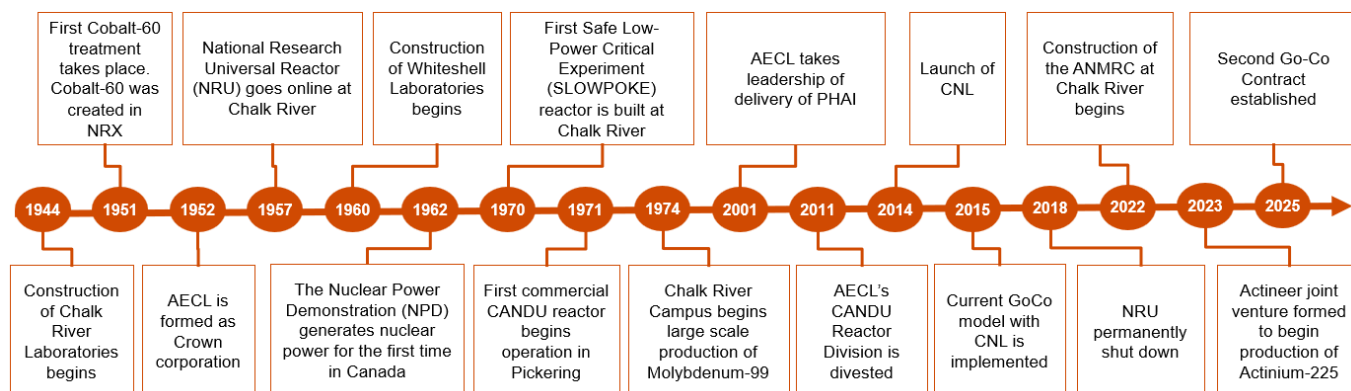 First Cobalt-60
treatment
takes place.
Cobalt-60 was
created in
NRX
National Research
Universal Reactor
(NRU) goes online at
Chalk River
Construction
of Whiteshell
Laboratories
begins
First Safe Low-
Power Critical
Experiment
(SLOWPOKE)
reactor is built at
Chalk River
AECL takes
leadership of
delivery of PHAI
Launch of
CNL
Construction of
the ANMRC at
Chalk River
begins
Second Go-Co
Contract
established
1944
1951
1952
1957
1960
1962
1970
1971
1974
2001
2011
2014
2015
2018
2022
2023
2025
Construction
of Chalk
River
Laboratories
begins
AECL is
formed as
Crown
corporation
The Nuclear Power
Demonstration (NPD)
generates nuclear
power for the first time
in Canada
First commercial
CANDU reactor
begins
operation in
Pickering
Chalk River
Campus begins
large scale
production of
Molybdenum-99
AECL’s
CANDU
Reactor
Division is
divested
Current GoCo
model with
CNL is
implemented
NRU
permanently
shut down
Actineer joint
venture formed
to begin
production of
Actinium-225